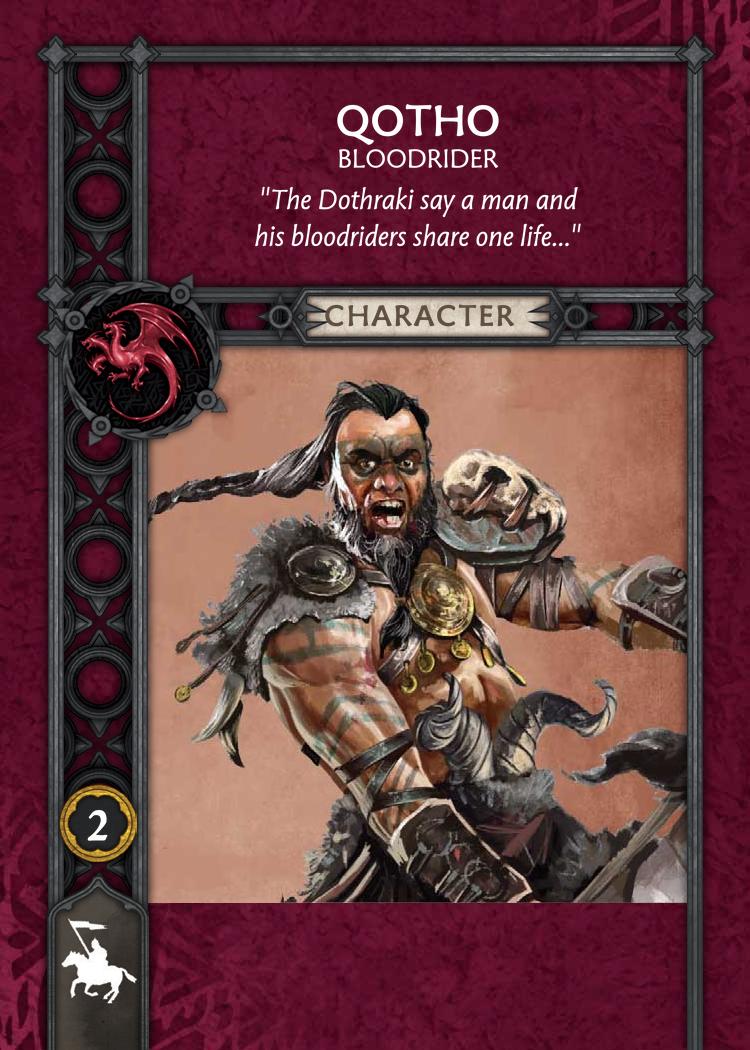 QOTHO
BLOODRIDER
"The Dothraki say a man and
his bloodriders share one life..."
CHARACTER
2